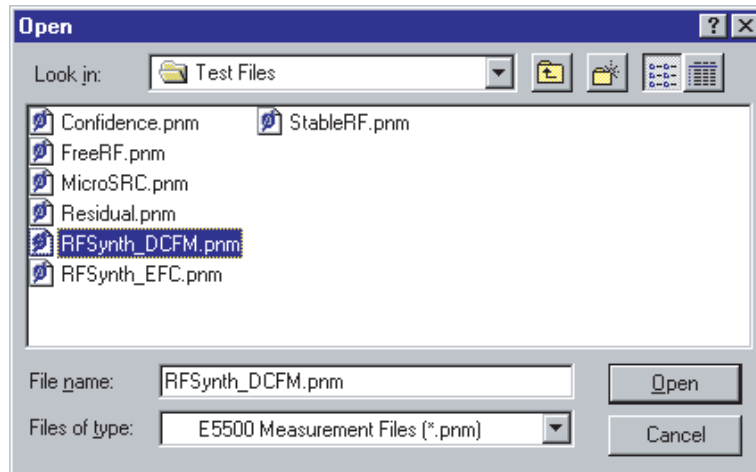 Open
Look in: Test Files
Confidence.pnm StableRF.pnm
FreeRF.pnm
MicroSRC.pnm
Residual.pnm
RFSynth_DCFM.pnm
RFSynth_EFC.pnm
File name: RFSynth_DCFM.pnm Open
Files of type: E5500 Measurement Files (*.pnm)
Cancel